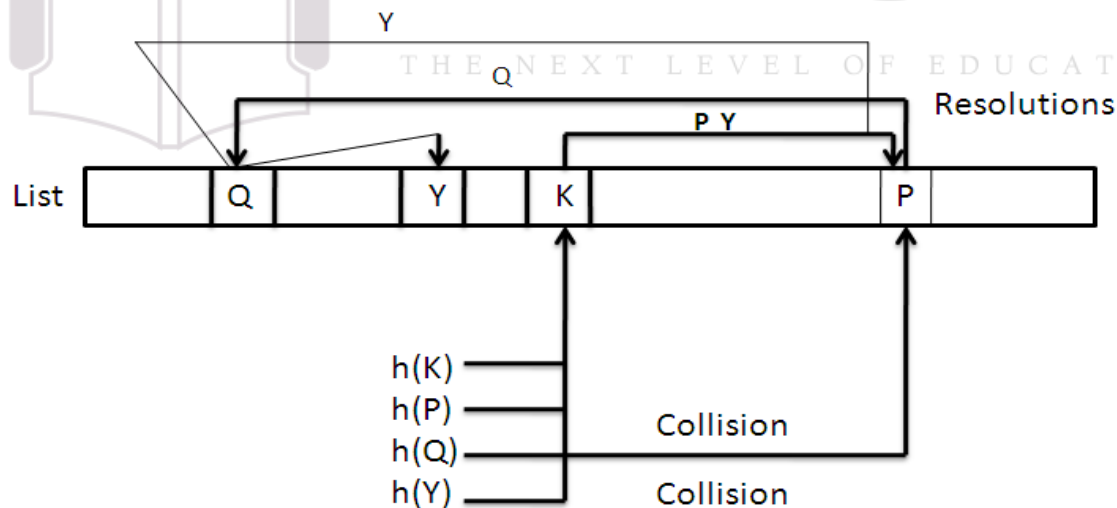 Y
THE NEXT LEVEL OF EDUCAT
Q
Resolutions
P Y
List
Q Y K P
h(K)
h(P)
Collision
h(Q)
h(Y) Collision